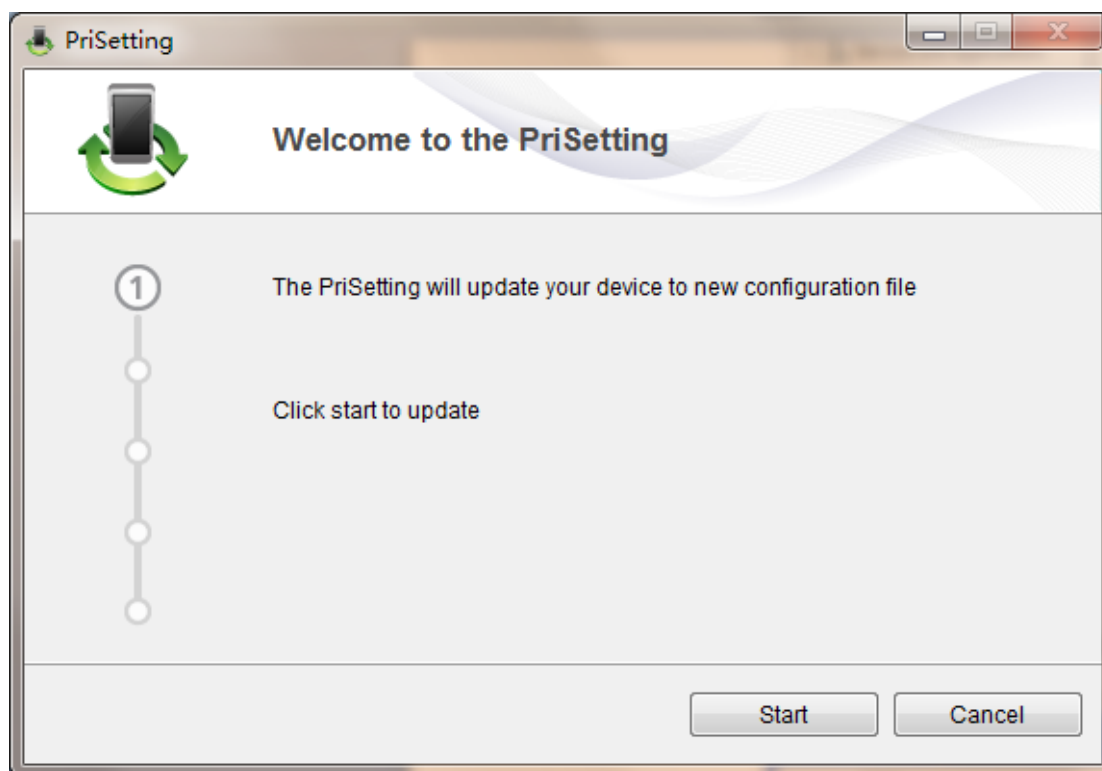 PriSetting
Welcome to the PriSetting
1
The PriSetting will update your device to new configuration file
Click start to update
Start
Cancel